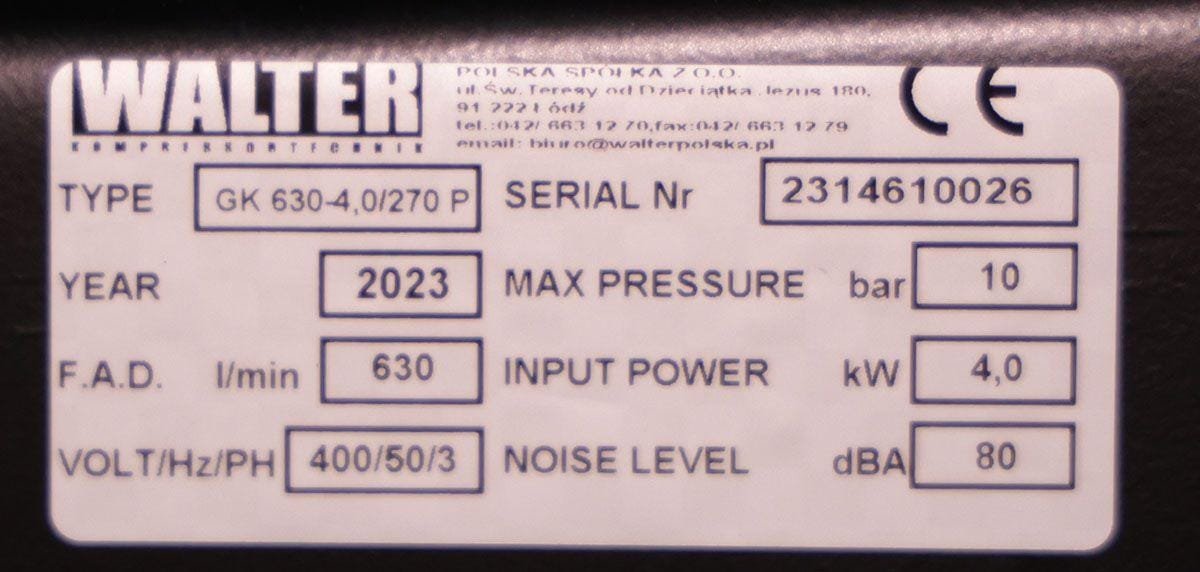 WALTER
KOMPRESSORTECHNIK
POLSKA SPÓŁKA Z O.O.
ul.Św. Teresy od Dzieciątka Jezus 180,
91 222 Łódź
tel.:042/ 663 12 70,fax:042/ 663 12 79
email: biuro@walterpolska.pl
CE
TYPE GK 630-4,0/270 P SERIAL Nr 2314610026
YEAR 2023 MAX PRESSURE bar 10
F.A.D. l/min 630 INPUT POWER kW 4,0
VOLT/Hz/PH 400/50/3 NOISE LEVEL dBA 80